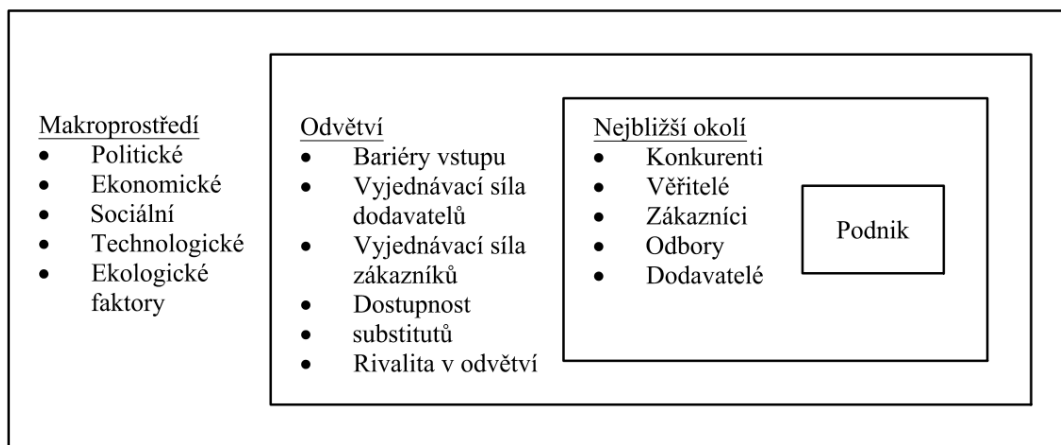 Makroprostředí
• Politické
• Ekonomické
• Sociální
• Technologické
• Ekologické
faktory
Odvětví
• Bariéry vstupu
• Vyjednávací síla
dodavatelů
• Vyjednávací síla
zákazníků
• Dostupnost
• substitutů
• Rivalita v odvětví
Nejbližší okolí
• Konkurenti
• Věřitelé
• Zákazníci
• Odbory
• Dodavatelé
Podnik